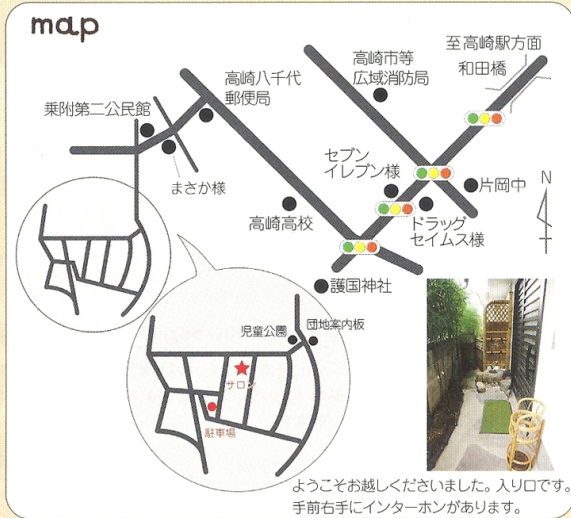 map
至高崎駅方面
和田橋
高崎市等
広域消防局
高崎八千代
郵便局
乗附第二公民館
まさか様
セブン
イレブン様
片岡中
ドラッグ
セイムス様
高崎高校
護国神社
N
児童公園
団地案内板
サロン
駐車場
ようこそお越しくださいました。入り口です。
手前右手にインターホンがあります。